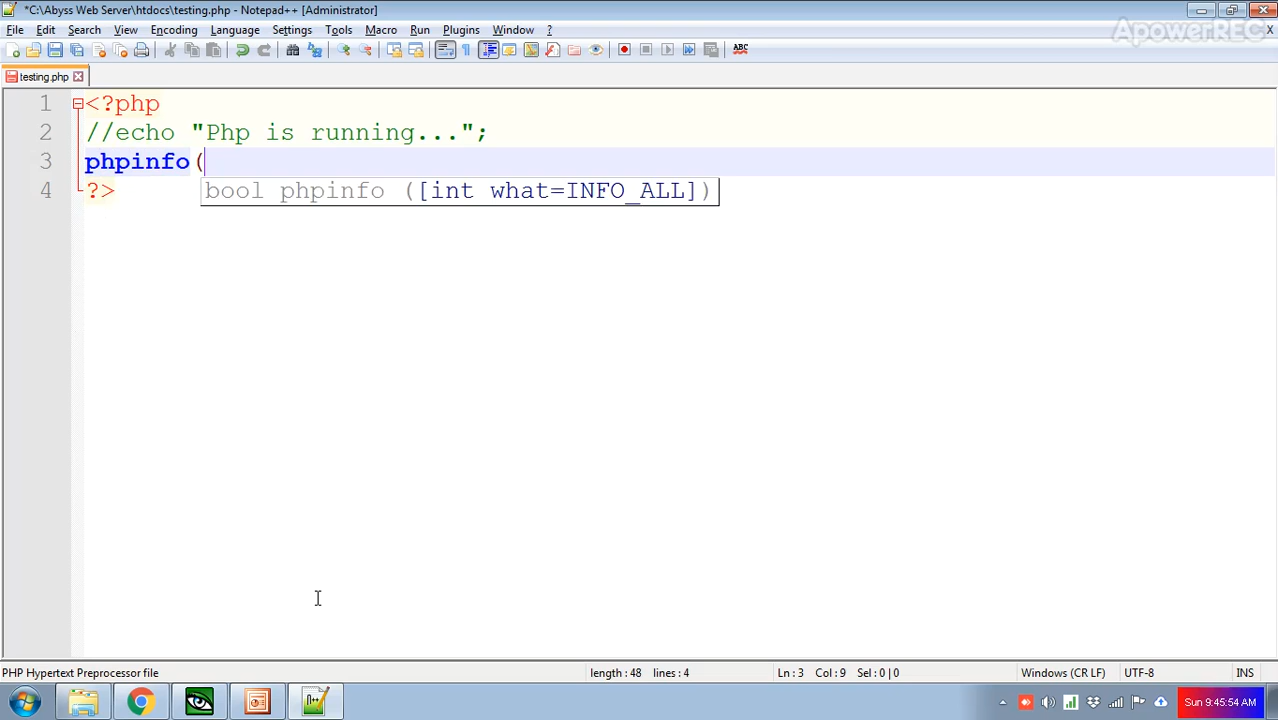 *C:\Abyss Web Server\htdocs\testing.php - Notepad++ [Administrator]
File Edit Search View Encoding Language Settings Tools Macro Run Plugins Window ? X
ApowerREC
ABC
testing.php
1 <?php
2 //echo "Php is running...";
3 phpinfo(
4 ?>
bool phpinfo ([int what=INFO_ALL])
PHP Hypertext Preprocessor file length : 48 lines : 4 Ln : 3 Col : 9 Sel : 0 | 0 Windows (CR LF) UTF-8 INS
Sun 9:45:54 AM